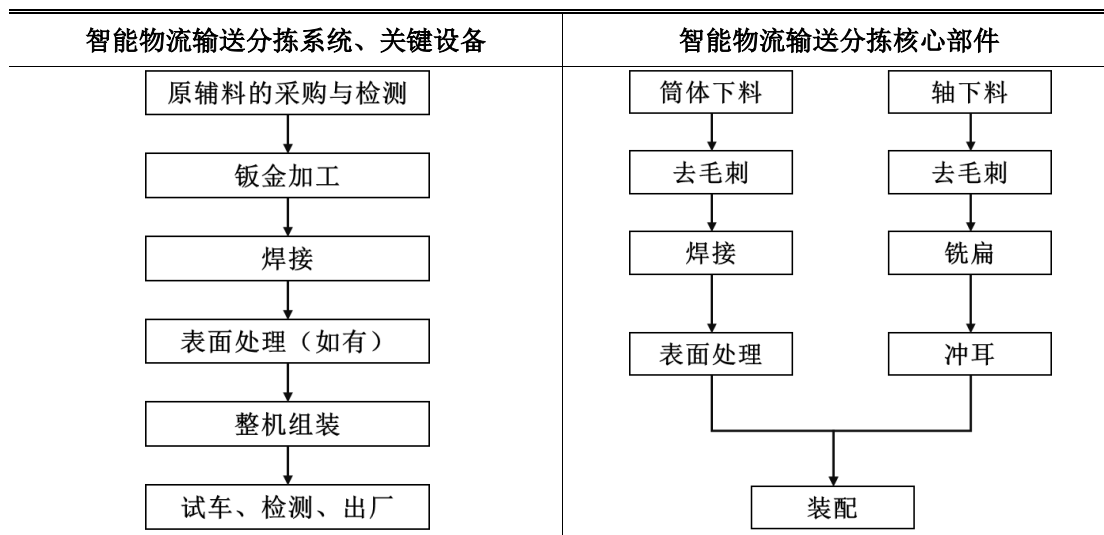 智能物流输送分拣系统、关键设备
智能物流输送分拣核心部件
原辅料的采购与检测
钣金加工
焊接
表面处理（如有）
整机组装
试车、检测、出厂
筒体下料
轴下料
去毛刺
去毛刺
焊接
铣扁
表面处理
冲耳
装配